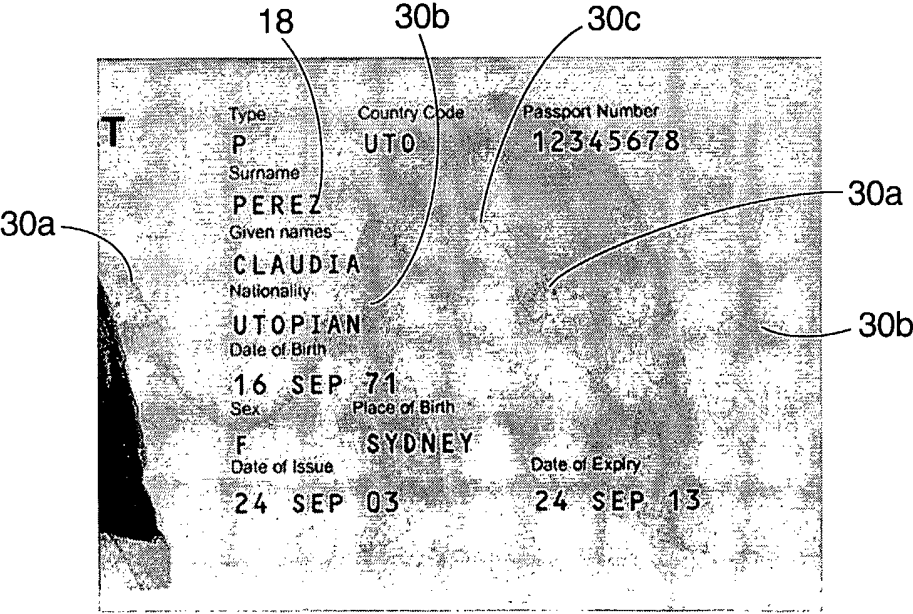 18 30b 30c
T Type Country Code Passport Number
P UTO 12345678
Surname
PEREZ 30a
30a Given names
CLAUDIA
Nationality
UTOPIAN 30b
Date of Birth
16 SEP 71
Sex Place of Birth
F SYDNEY
Date of Issue Date of Expiry
24 SEP 03 24 SEP 13